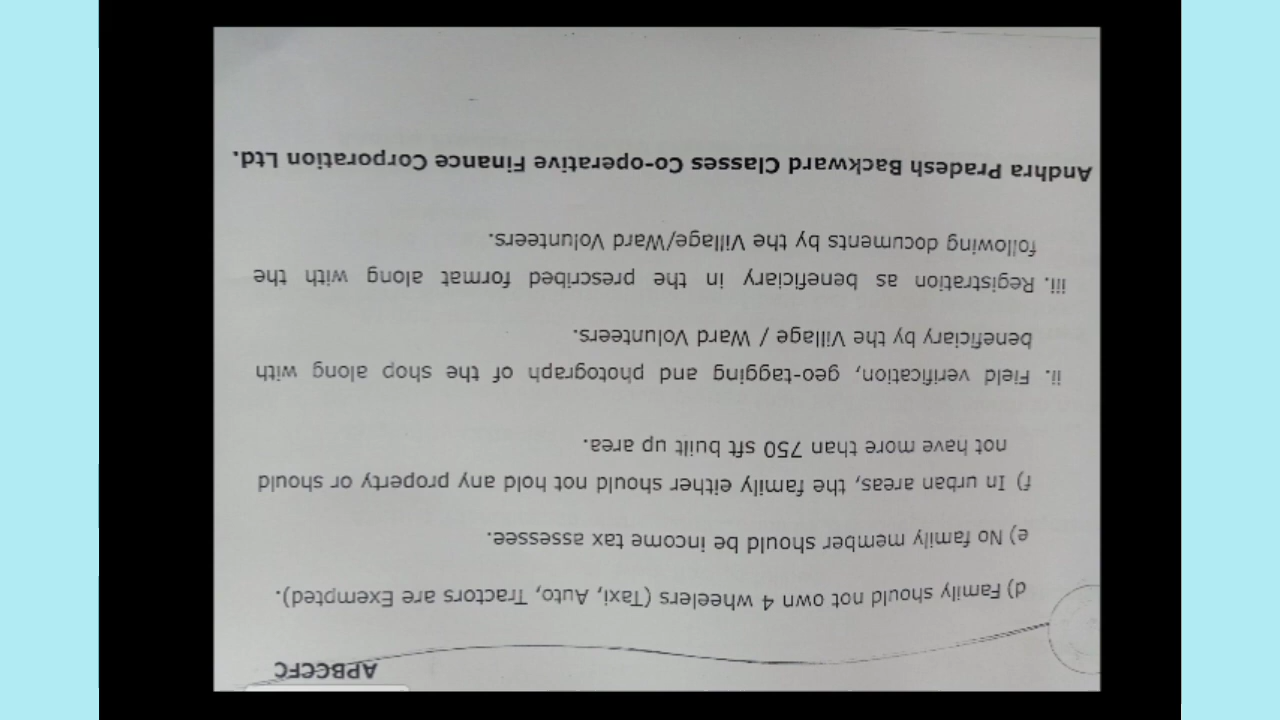 APBCCFC
d) Family should not own 4 wheelers (Taxi, Auto, Tractors are Exempted).
e) No family member should be income tax assessee.
f) In urban areas, the family either should not hold any property or should
not have more than 750 sft built up area.
ii. Field verification, geo-tagging and photograph of the shop along with
beneficiary by the Village / Ward Volunteers.
iii. Registration as beneficiary in the prescribed format along with the
following documents by the Village/Ward Volunteers.
Andhra Pradesh Backward Classes Co-operative Finance Corporation Ltd.